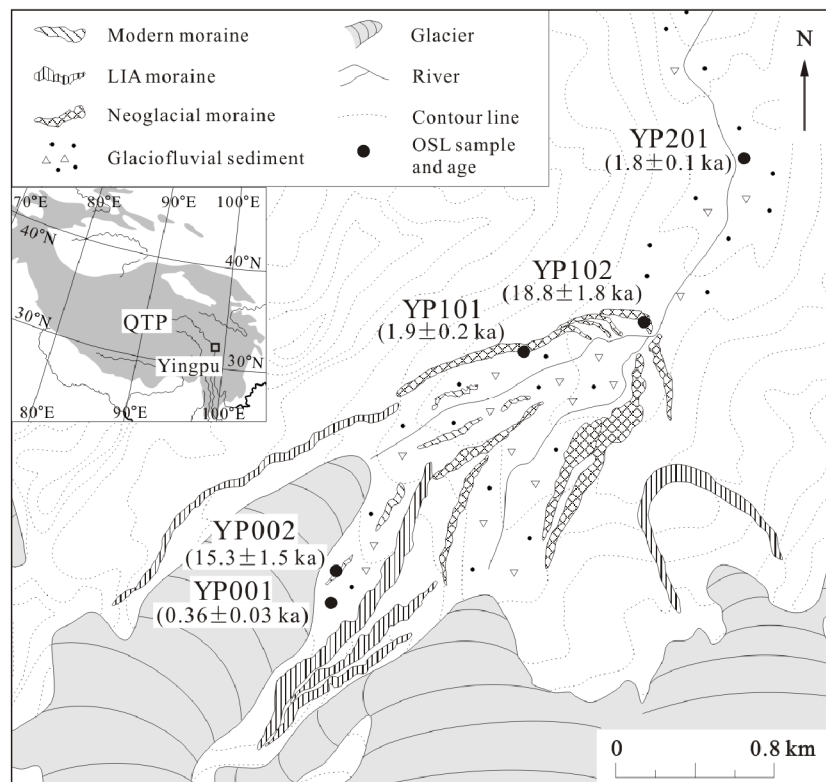 Modern moraine
LIA moraine
Neoglacial moraine
Glaciofluvial sediment
Glacier
River
Contour line
OSL sample
and age
N
YP201
(1.8±0.1 ka)
70°E 80°E 90°E 100°E
40°N
40°N
30°N
QTP
30°N
Yingpu
80°E 90°E 100°E
YP102
(18.8±1.8 ka)
YP101
(1.9±0.2 ka)
YP002
(15.3±1.5 ka)
YP001
(0.36±0.03 ka)
0 0.8 km